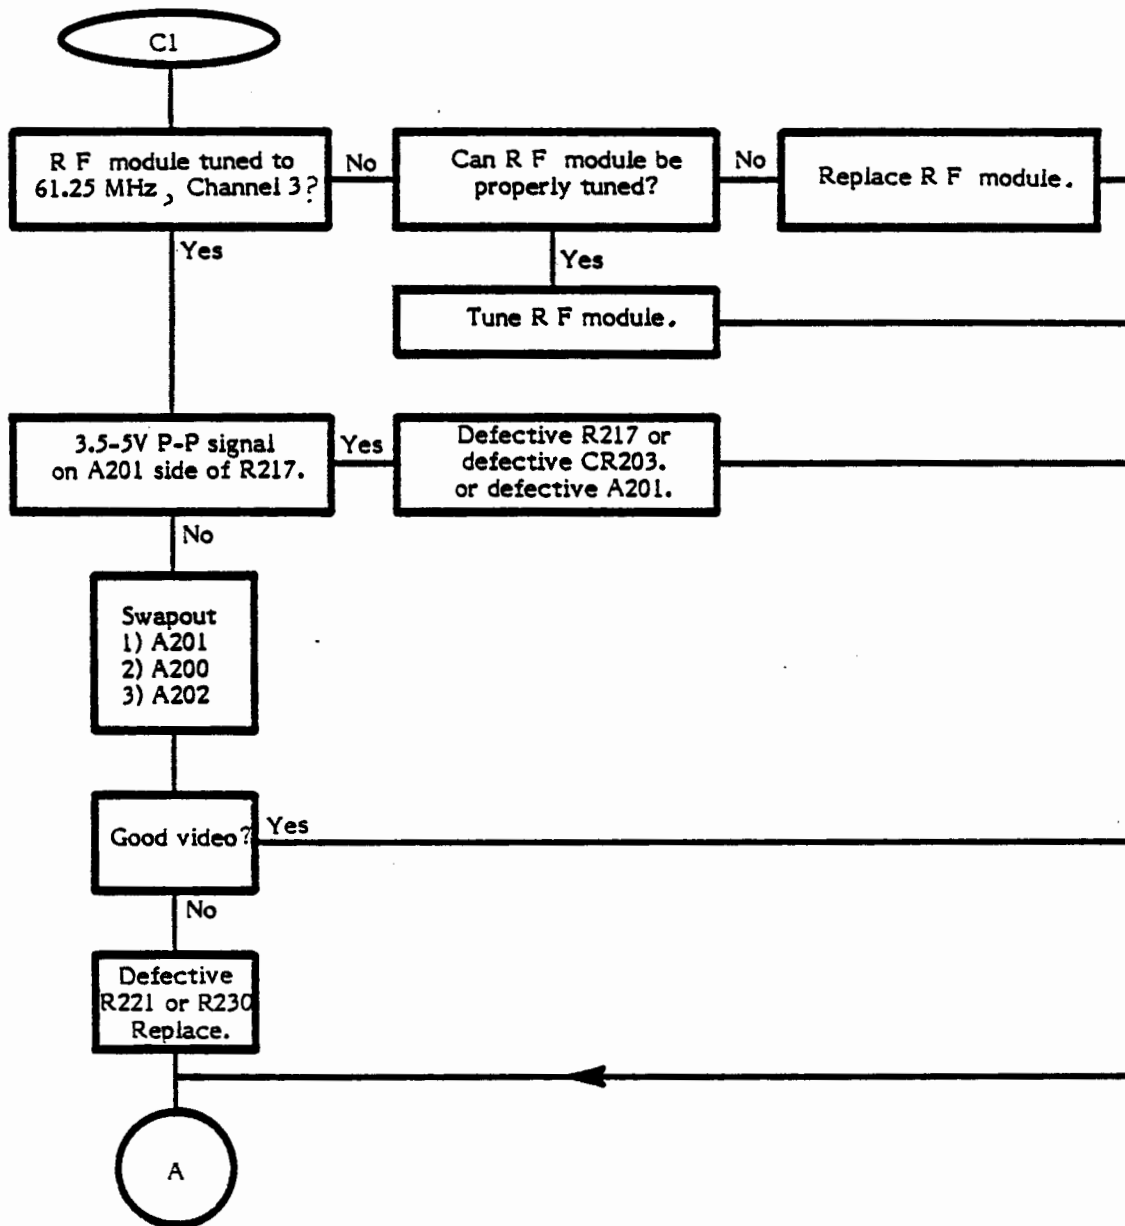 C1
R F module tuned to
61.25 MHz, Channel 3?
No
Can R F module be
properly tuned?
No
Replace R F module.
Yes
Yes
Tune R F module.
3.5-5V P-P signal
on A201 side of R217.
Yes
Defective R217 or
defective CR203.
or defective A201.
No
Swapout
1) A201
2) A200
3) A202
Good video?
Yes
No
Defective
R221 or R230
Replace.
A